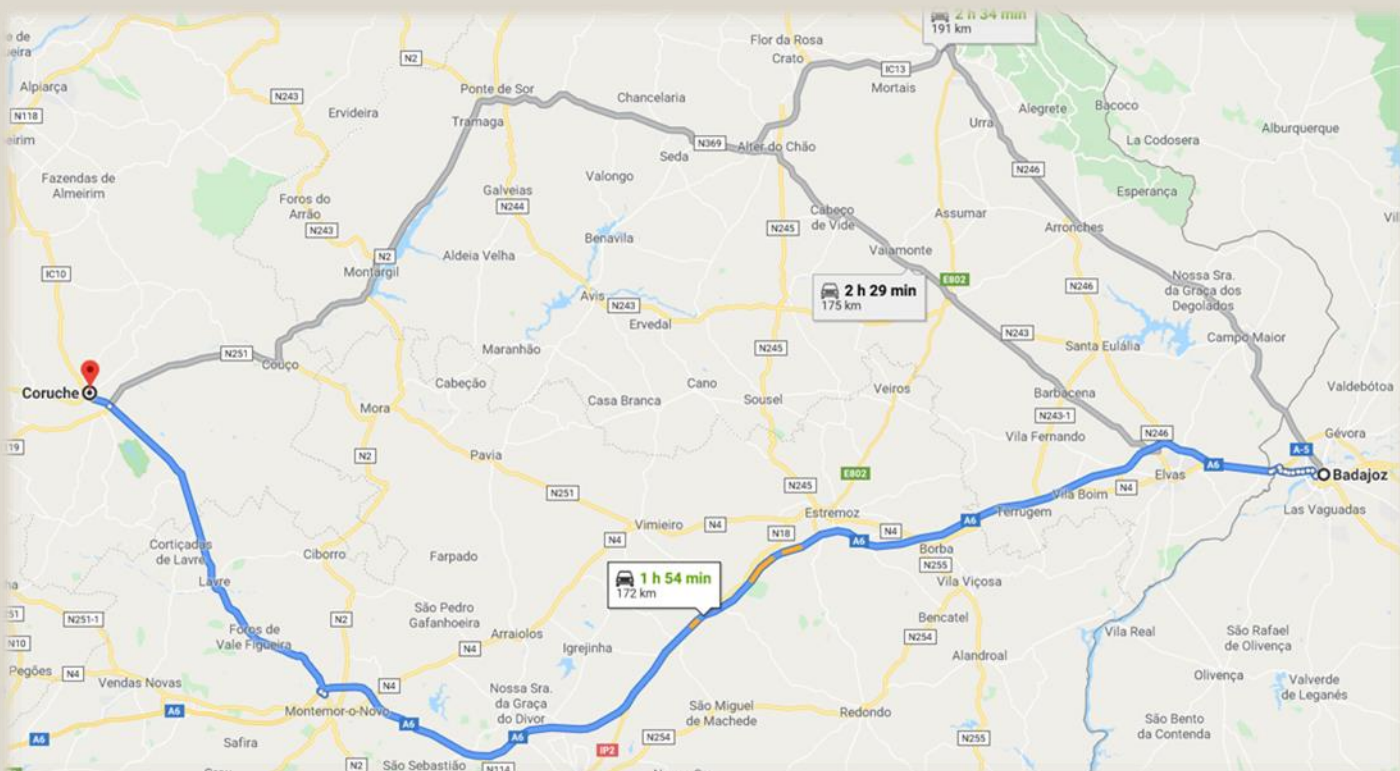 2 h 34 min
191 km
Flor da Rosa
Crato
IC13
Mortais
N2
Alpiarça
N118
N243
Ervideira
Ponte de Sor
Tramaga
Chancelaria
N369
Seda
Alter do Chão
Urra
Alegrete
Bacoco
La Codosera
Alburquerque
N246
Fazendas de
Almeirim
Foros do
Arrão
N243
Galveias
N244
Valongo
Cabeço
de Vide
Assumar
Esperança
Arronches
N245
Benavila
N2
Aldeia Velha
Vaiamonte
IC10
Montargil
E802
Nossa Sra.
da Graça dos
Degolados
N246
2 h 29 min
175 km
Avis
N243
Ervedal
N243
Campo Maior
Santa Eulália
Maranhão
N245
N251
Couço
Coruche
Cabeção
Cano
Casa Branca
Sousel
Veiros
Barbacena
Valdebótoa
Mora
N243-1
Vila Fernando
N246
Gévora
A-5
N2
Pavia
E802
A6
Elvas
Badajoz
N251
N245
N4
Vila Boim
Las Vaguadas
Estremoz
Terrugem
Vimieiro
N4
N4
N18
A6
N4
A6
Borba
N255
Cortiçadas
de Lavre
Ciborro
Farpado
Lavre
1 h 54 min
172 km
Vila Viçosa
São Pedro
Gafanhoeira
Bencatel
N251-1
N2
Foros de
Vale Figueira
Arraiolos
N254
Vila Real
São Rafael
de Olivença
N10
N4
Igrejinha
Alandroal
Pegões
N4
Vendas Novas
N4
Olivença
Valverde
de Leganés
Nossa Sra.
da Graça
do Divor
São Miguel
de Machede
Redondo
A6
Montemor-o-Novo
A6
São Bento
da Contenda
A6
Safira
A6
IP2
N254
N255
N2
São Sebastião
N114